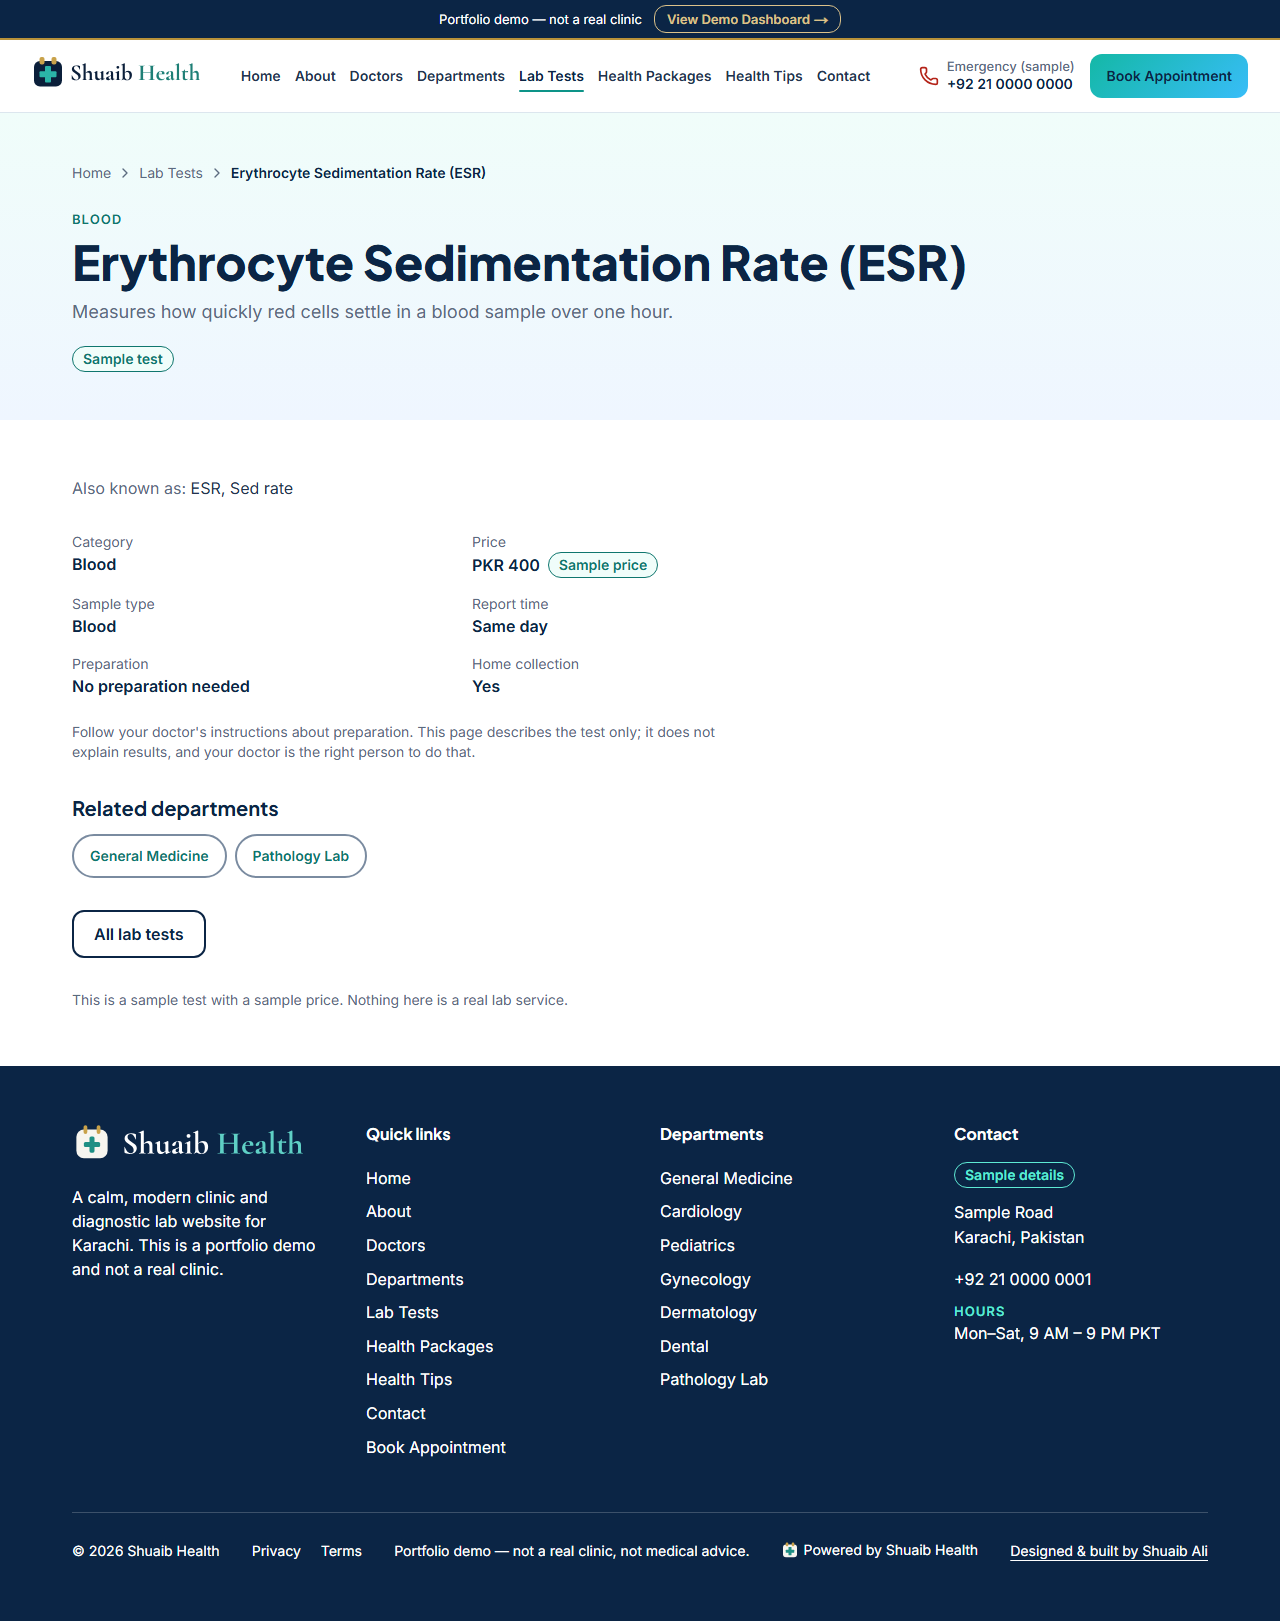 Portfolio demo — not a real clinic View Demo Dashboard →
Shuaib Health
Home About Doctors Departments Lab Tests Health Packages Health Tips Contact
Emergency (sample)
+92 21 0000 0000
Book Appointment
Home > Lab Tests > Erythrocyte Sedimentation Rate (ESR)
BLOOD
Erythrocyte Sedimentation Rate (ESR)
Measures how quickly red cells settle in a blood sample over one hour.
Sample test
Also known as: ESR, Sed rate
Category
Blood
Price
PKR 400 Sample price
Sample type
Blood
Report time
Same day
Preparation
No preparation needed
Home collection
Yes
Follow your doctor's instructions about preparation. This page describes the test only; it does not
explain results, and your doctor is the right person to do that.
Related departments
General Medicine Pathology Lab
All lab tests
This is a sample test with a sample price. Nothing here is a real lab service.
Shuaib Health
A calm, modern clinic and
diagnostic lab website for
Karachi. This is a portfolio demo
and not a real clinic.
Quick links
Home
About
Doctors
Departments
Lab Tests
Health Packages
Health Tips
Contact
Book Appointment
Departments
General Medicine
Cardiology
Pediatrics
Gynecology
Dermatology
Dental
Pathology Lab
Contact
Sample details
Sample Road
Karachi, Pakistan
+92 21 0000 0001
HOURS
Mon–Sat, 9 AM – 9 PM PKT
© 2026 Shuaib Health Privacy Terms Portfolio demo — not a real clinic, not medical advice. Powered by Shuaib Health Designed & built by Shuaib Ali